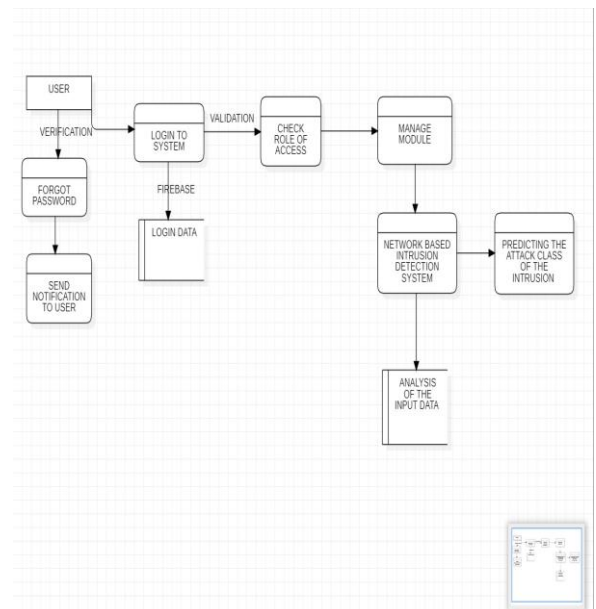 USER
VERIFICATION
FORGOT
PASSWORD
SEND
NOTIFICATION
TO USER
LOGIN TO
SYSTEM
FIREBASE
LOGIN DATA
VALIDATION
CHECK
ROLE OF
ACCESS
MANAGE
MODULE
NETWORK BASED
INTRUSION
DETECTION
SYSTEM
PREDICTING THE
ATTACK CLASS
OF THE
INTRUSION
ANALYSIS
OF THE
INPUT DATA